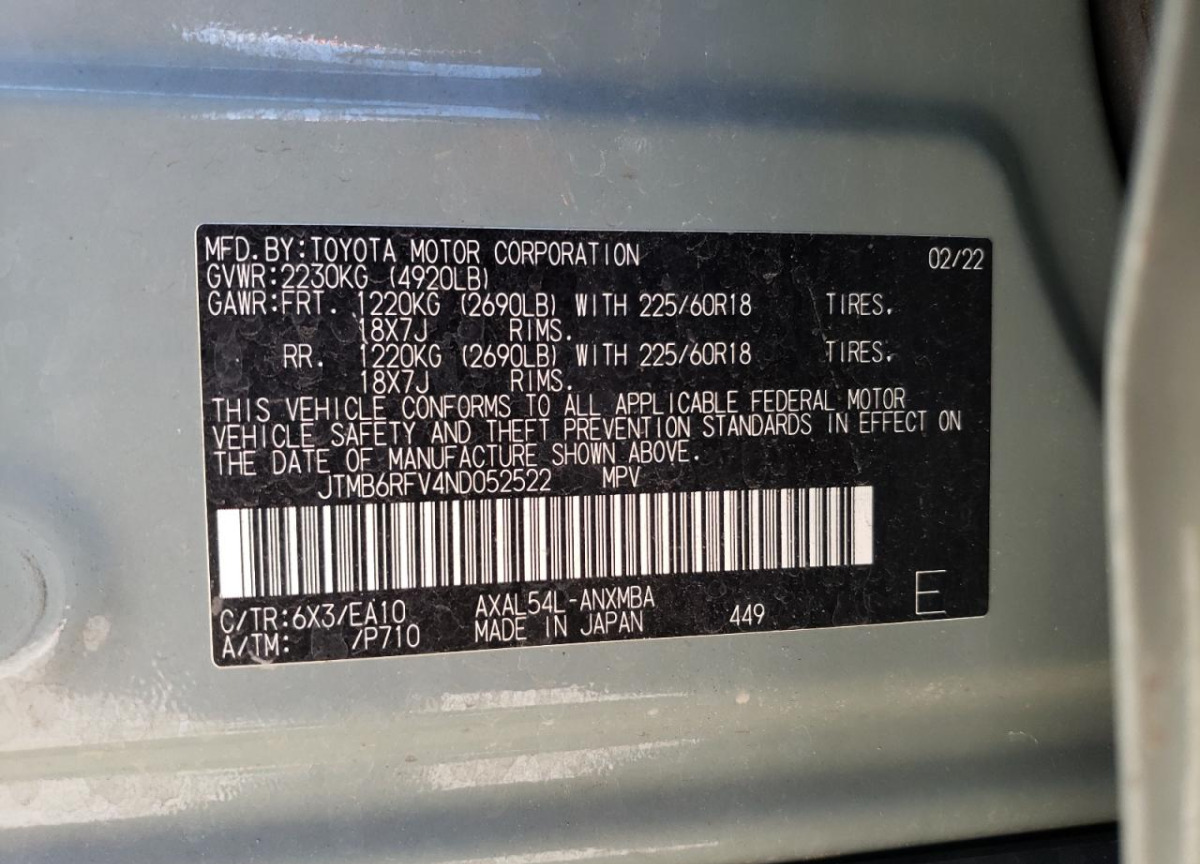 MFD. BY:TOYOTA MOTOR CORPORATION 02/22
GVWR:2230KG (4920LB)
GAWR:FRT. 1220KG (2690LB) WITH 225/60R18 TIRES.
18X7J RIMS.
RR. 1220KG (2690LB) WITH 225/60R18 TIRES.
18X7J RIMS.
THIS VEHICLE CONFORMS TO ALL APPLICABLE FEDERAL MOTOR
VEHICLE SAFETY AND THEFT PREVENTION STANDARDS IN EFFECT ON
THE DATE OF MANUFACTURE SHOWN ABOVE.
JTMB6RFV4ND052522 MPV
C/TR:6X3/EA10 AXAL54L-ANXMBA 449 E
A/TM: /P710 MADE IN JAPAN